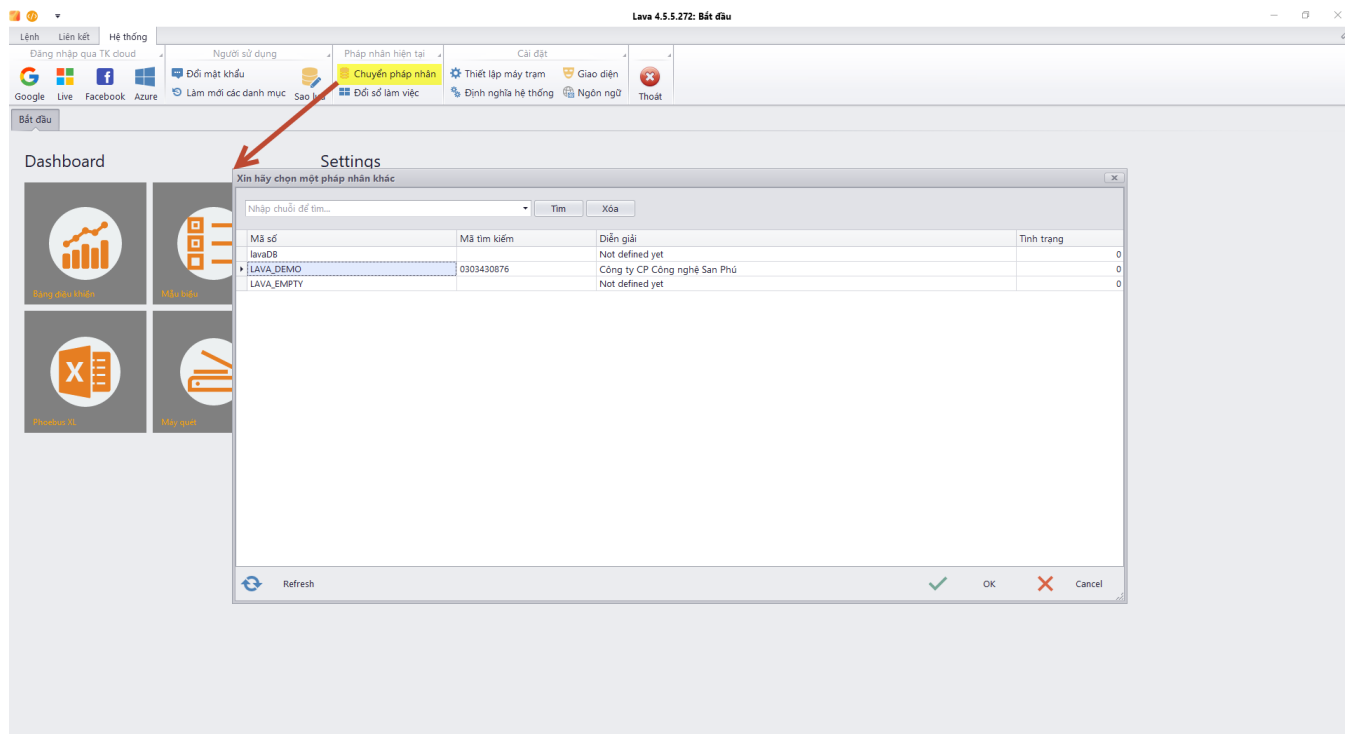 Lava 4.5.5.272: Bắt đầu
Lệnh Liên kết Hệ thống
Đăng nhập qua TK cloud Người sử dụng Pháp nhân hiện tại Cài đặt
Đổi mật khẩu Chuyển pháp nhân Thiết lập máy trạm Giao diện
Google Live Facebook Azure Làm mới các danh mục Sao lưu Đổi sổ làm việc Định nghĩa hệ thống Ngôn ngữ Thoát
Bắt đầu
Dashboard Settings
Xin hãy chọn một pháp nhân khác
Nhập chuỗi để tìm... Tìm Xóa
Mã số Mã tìm kiếm Diễn giải Tình trạng
lavaDB Not defined yet 0
LAVA_DEMO 0303430876 Công ty CP Công nghệ San Phú 0
LAVA_EMPTY Not defined yet 0
Bảng điều khiển Mẫu biểu
Phoebus XL Máy quét
Refresh OK Cancel